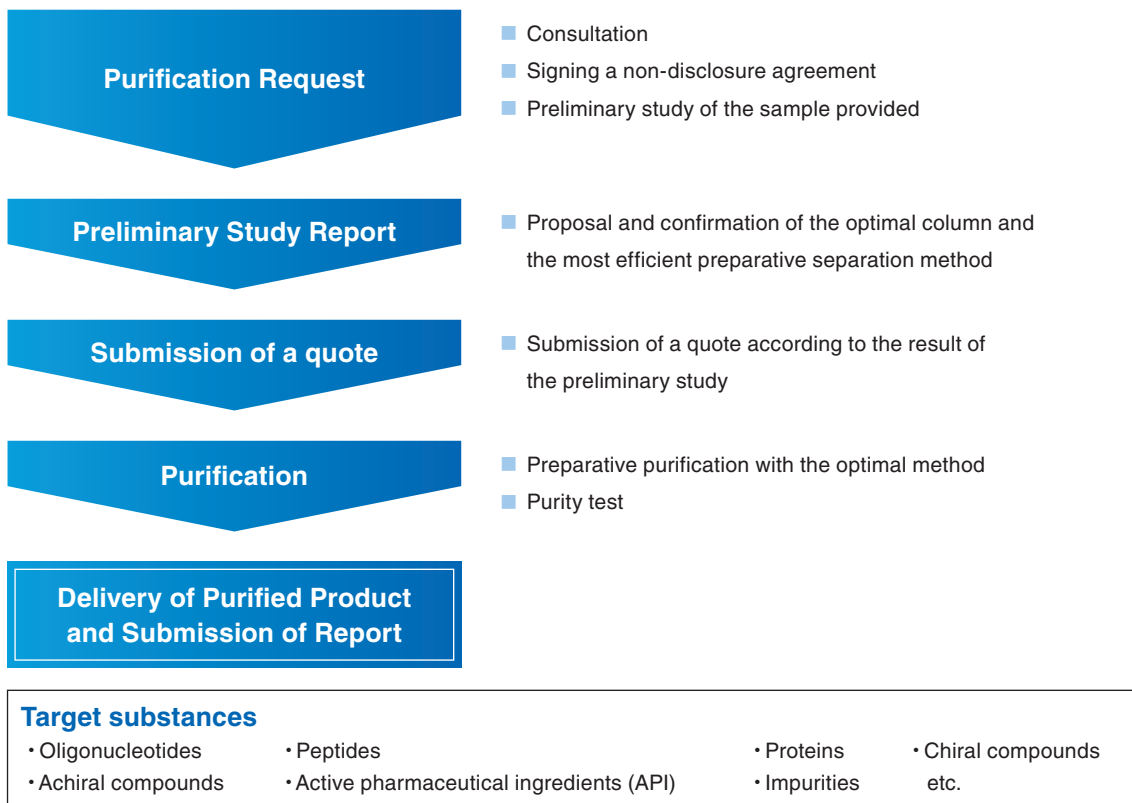 Purification Request
■ Consultation
■ Signing a non-disclosure agreement
■ Preliminary study of the sample provided
Preliminary Study Report
■ Proposal and confirmation of the optimal column and
the most efficient preparative separation method
Submission of a quote
■ Submission of a quote according to the result of
the preliminary study
Purification
■ Preparative purification with the optimal method
■ Purity test
Delivery of Purified Product
and Submission of Report
Target substances
・Oligonucleotides ・Peptides ・Proteins ・Chiral compounds
・Achiral compounds ・Active pharmaceutical ingredients (API) ・Impurities etc.